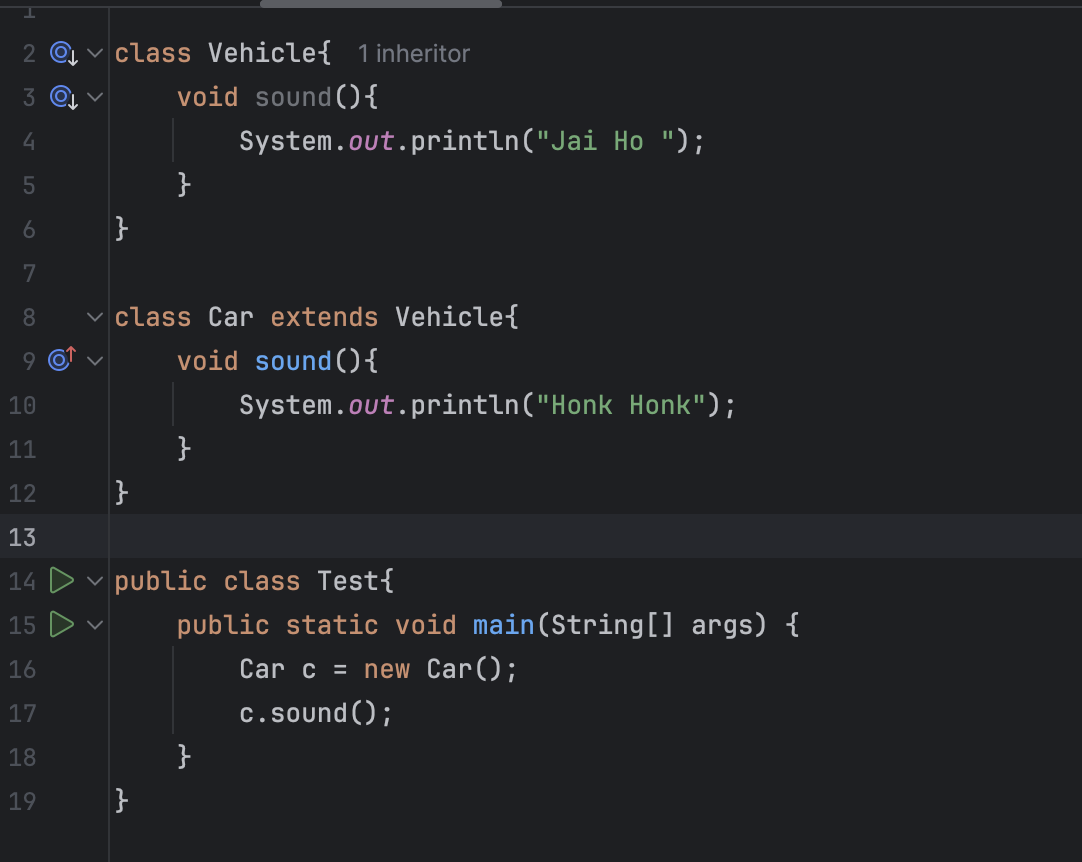 1
2 class Vehicle{ 1 inheritor
3     void sound(){
4         System.out.println("Jai Ho ");
5     }
6 }
7
8 class Car extends Vehicle{
9     void sound(){
10         System.out.println("Honk Honk");
11     }
12 }
13
14 public class Test{
15     public static void main(String[] args) {
16         Car c = new Car();
17         c.sound();
18     }
19 }